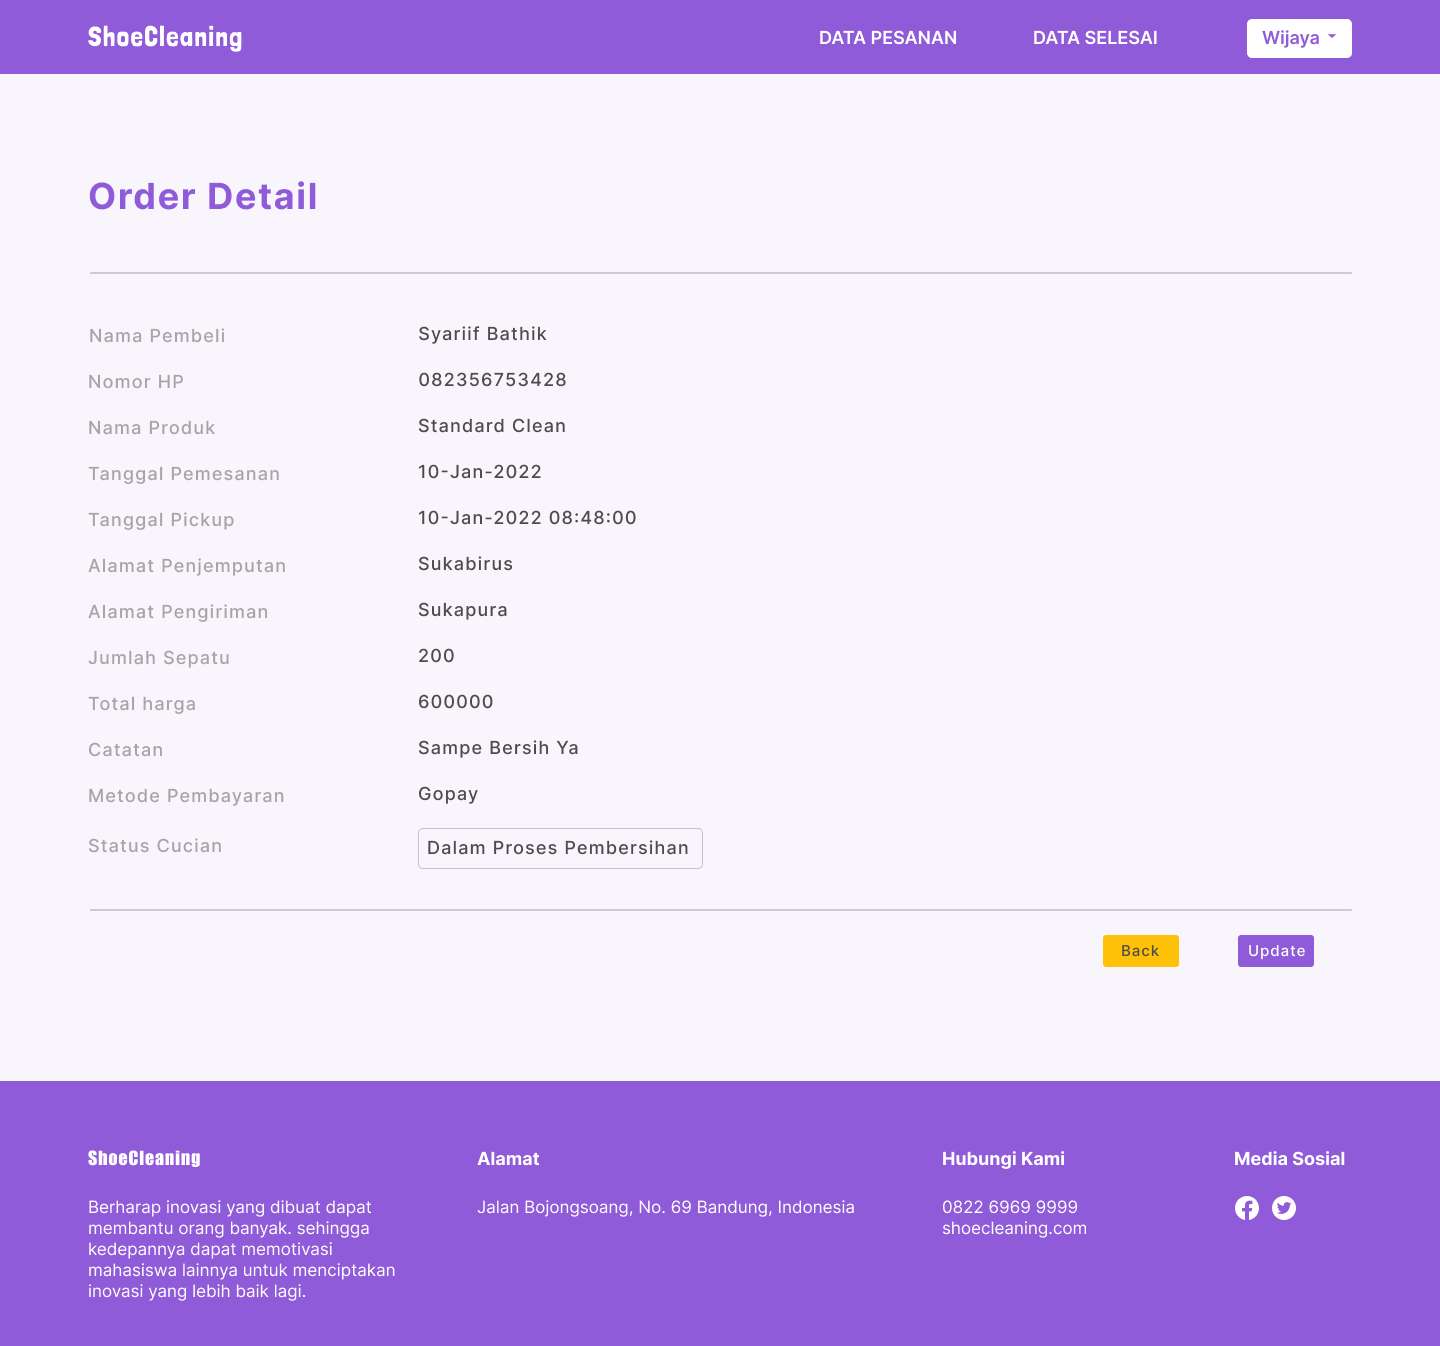 ShoeCleaning
DATA PESANAN
DATA SELESAI
Wijaya
Order Detail
Nama Pembeli Syariif Bathik
Nomor HP 082356753428
Nama Produk Standard Clean
Tanggal Pemesanan 10-Jan-2022
Tanggal Pickup 10-Jan-2022 08:48:00
Alamat Penjemputan Sukabirus
Alamat Pengiriman Sukapura
Jumlah Sepatu 200
Total harga 600000
Catatan Sampe Bersih Ya
Metode Pembayaran Gopay
Status Cucian Dalam Proses Pembersihan
Back
Update
ShoeCleaning
Berharap inovasi yang dibuat dapat
membantu orang banyak. sehingga
kedepannya dapat memotivasi
mahasiswa lainnya untuk menciptakan
inovasi yang lebih baik lagi.
Alamat
Jalan Bojongsoang, No. 69 Bandung, Indonesia
Hubungi Kami
0822 6969 9999
shoecleaning.com
Media Sosial